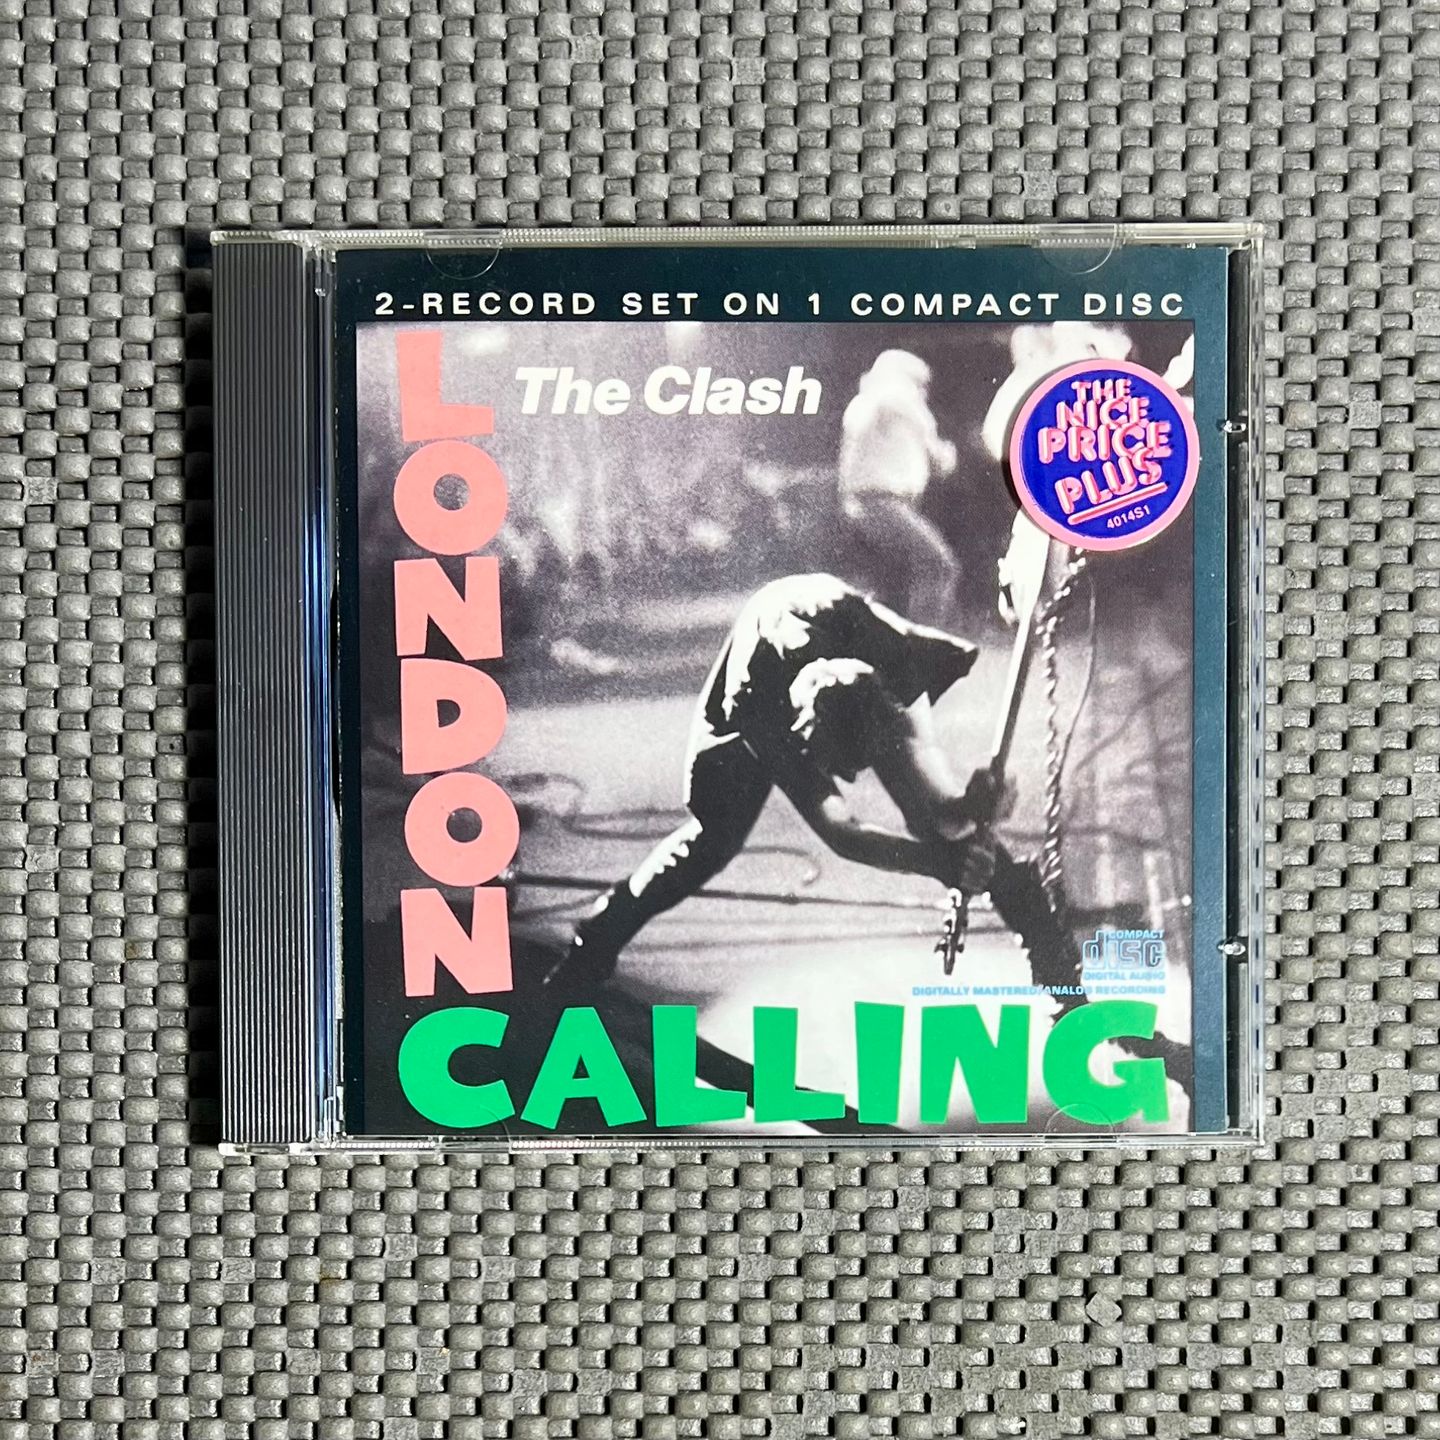 2-RECORD SET ON 1 COMPACT DISC
The Clash
LONDON
CALLING
THE
NICE
PRICE
PLUS
4014S1
COMPACT
disc
DIGITAL AUDIO
DIGITALLY MASTERED/ANALOG RECORDING